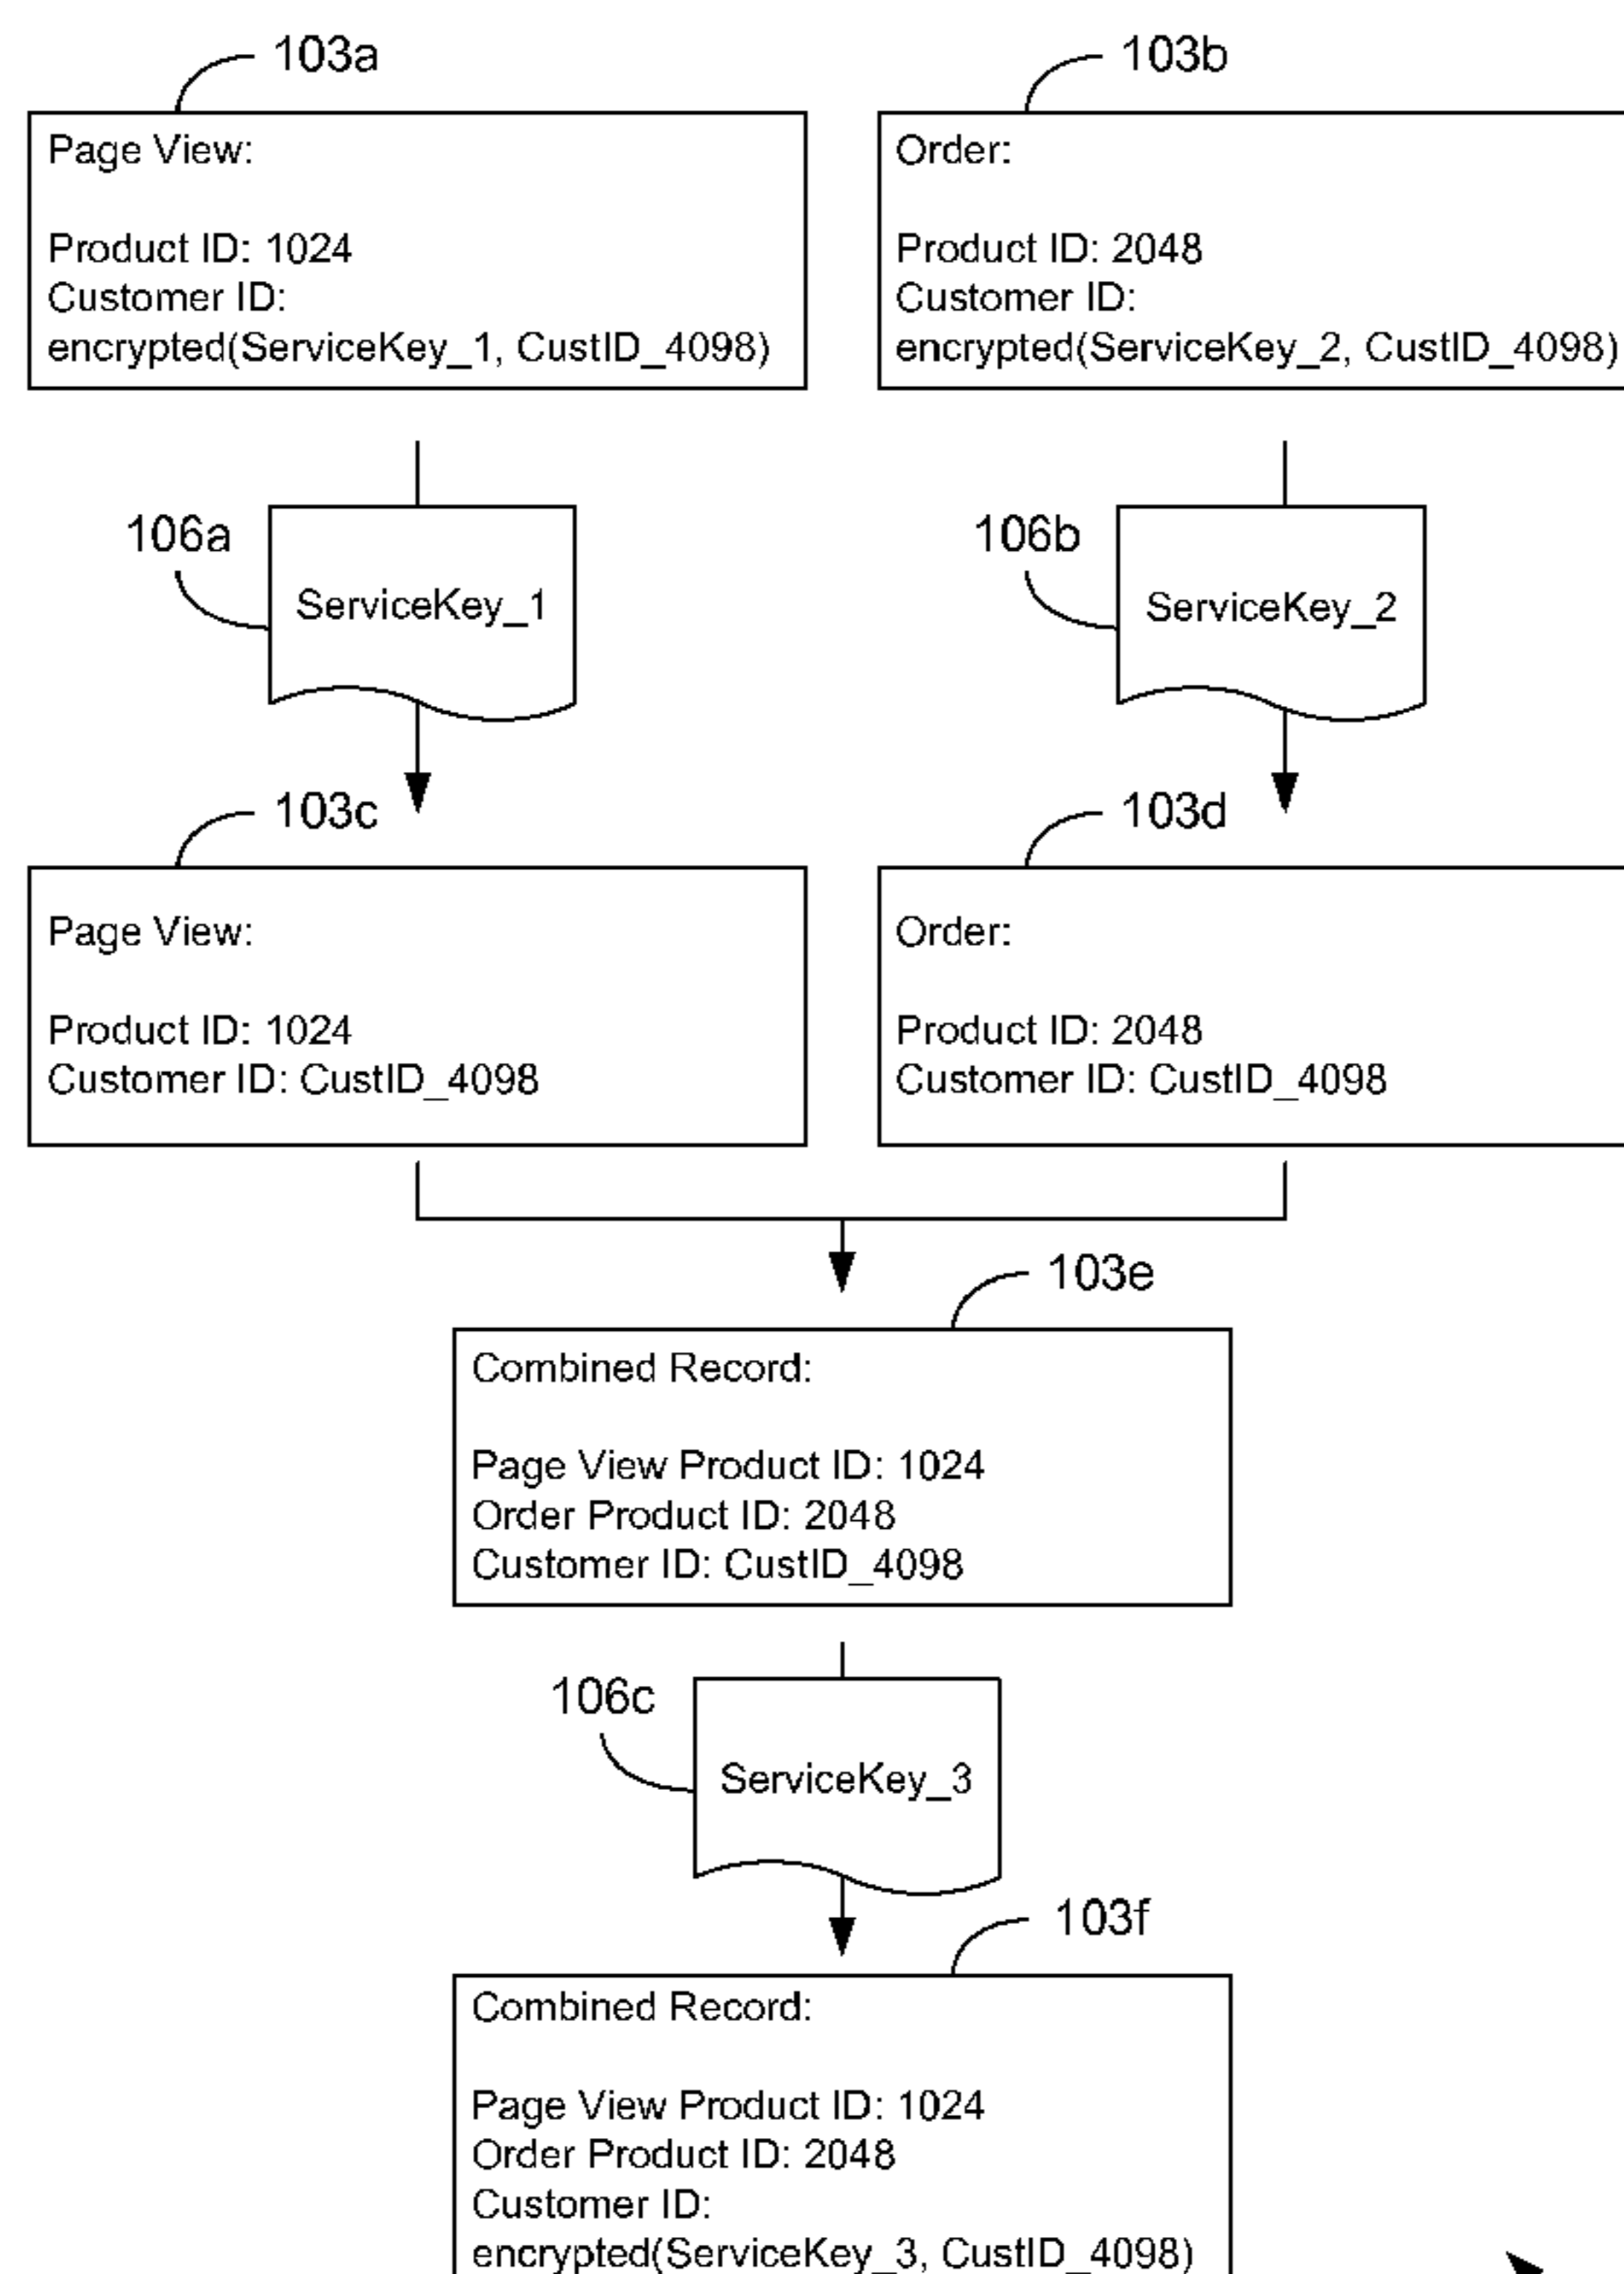 103a
Page View:
Product ID: 1024
Customer ID:
encrypted(ServiceKey_1, CustID_4098)
103b
Order:
Product ID: 2048
Customer ID:
encrypted(ServiceKey_2, CustID_4098)
106a
ServiceKey_1
106b
ServiceKey_2
103c
Page View:
Product ID: 1024
Customer ID: CustID_4098
103d
Order:
Product ID: 2048
Customer ID: CustID_4098
103e
Combined Record:
Page View Product ID: 1024
Order Product ID: 2048
Customer ID: CustID_4098
106c
ServiceKey_3
103f
Combined Record:
Page View Product ID: 1024
Order Product ID: 2048
Customer ID:
encrypted(ServiceKey_3, CustID_4098)